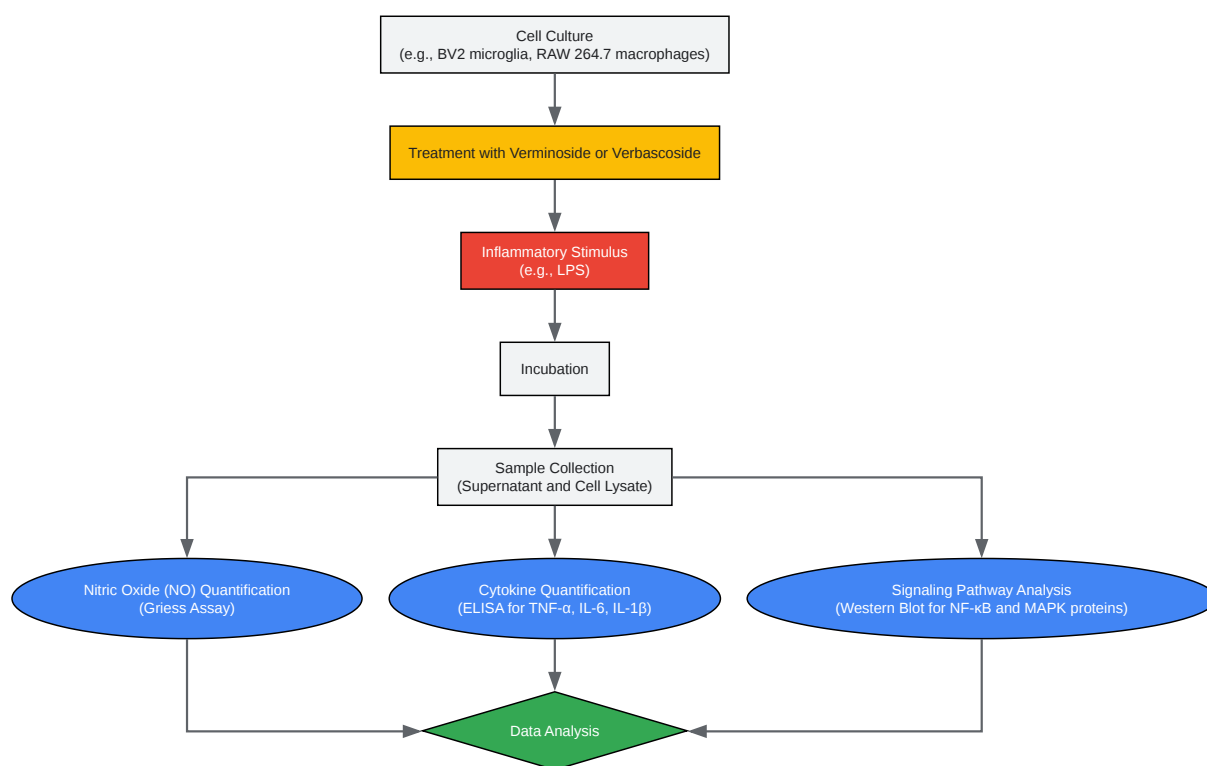 Cell Culture
(e.g., BV2 microglia, RAW 264.7 macrophages)
Treatment with Verminoside or Verbascoside
Inflammatory Stimulus
(e.g., LPS)
Incubation
Sample Collection
(Supernatant and Cell Lysate)
Nitric Oxide (NO) Quantification
(Griess Assay)
Cytokine Quantification
(ELISA for TNF-α, IL-6, IL-1β)
Signaling Pathway Analysis
(Western Blot for NF-κB and MAPK proteins)
Data Analysis